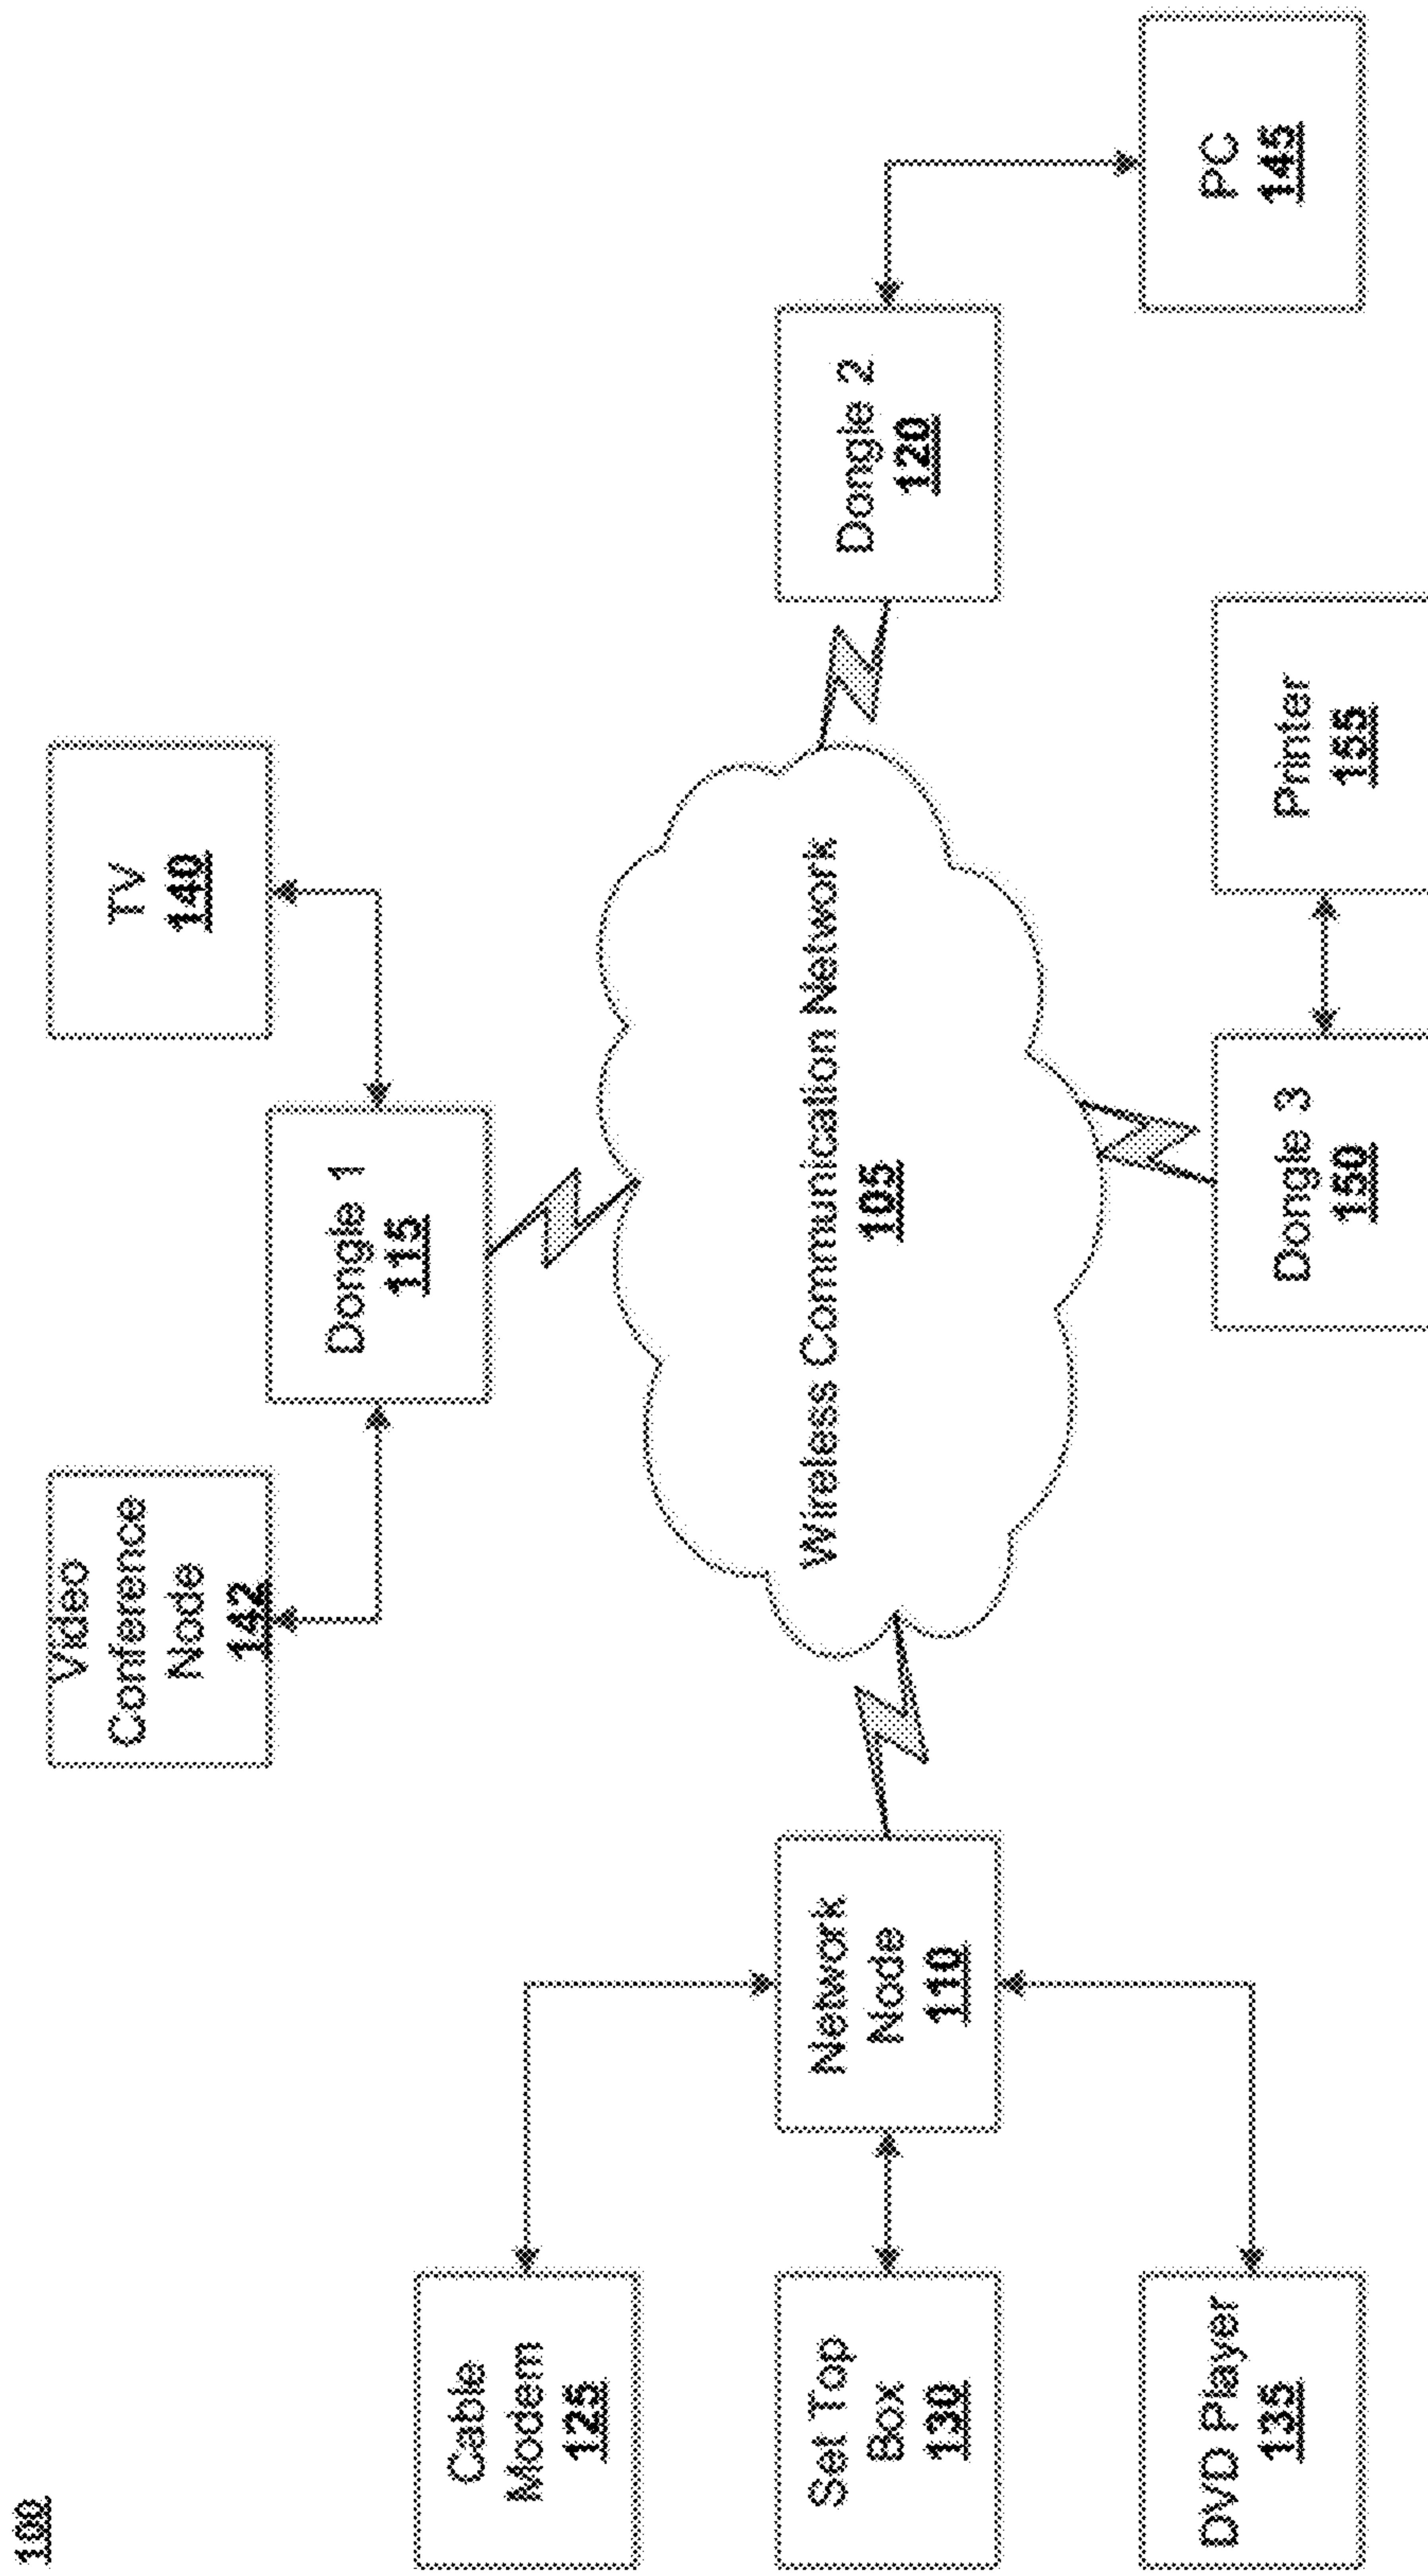 100
Video
Conference
Node
142
TV
140
Dongle 1
115
Cable
Modem
125
Set Top
Box
130
Network
Node
110
Wireless Communication Network
105
Dongle 2
120
DVD Player
135
Dongle 3
150
Printer
155
PC
145